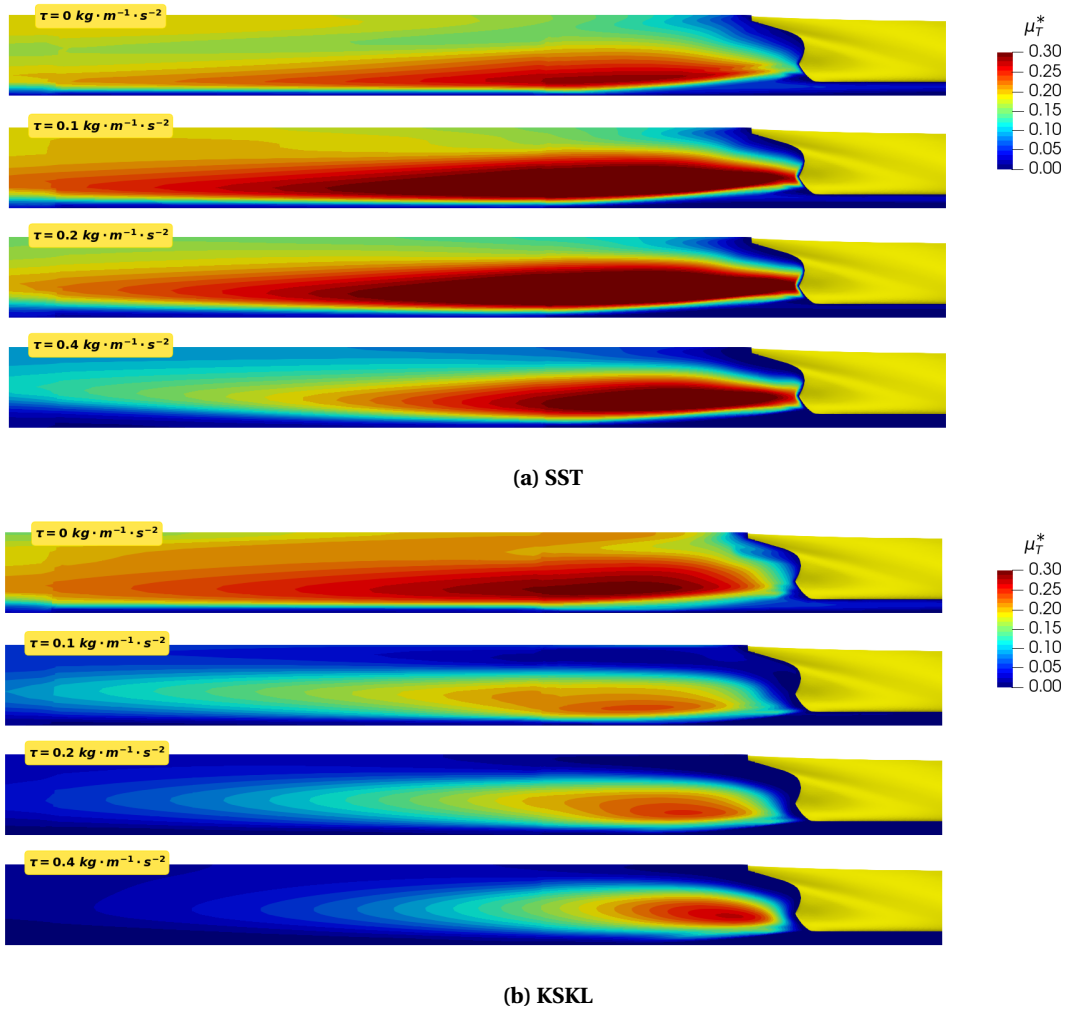 τ = 0 kg · m⁻¹ · s⁻²
μ*_T
0.30
0.25
0.20
0.15
0.10
0.05
0.00
τ = 0.1 kg · m⁻¹ · s⁻²
τ = 0.2 kg · m⁻¹ · s⁻²
τ = 0.4 kg · m⁻¹ · s⁻²
(a) SST
τ = 0 kg · m⁻¹ · s⁻²
μ*_T
0.30
0.25
0.20
0.15
0.10
0.05
0.00
τ = 0.1 kg · m⁻¹ · s⁻²
τ = 0.2 kg · m⁻¹ · s⁻²
τ = 0.4 kg · m⁻¹ · s⁻²
(b) KSKL